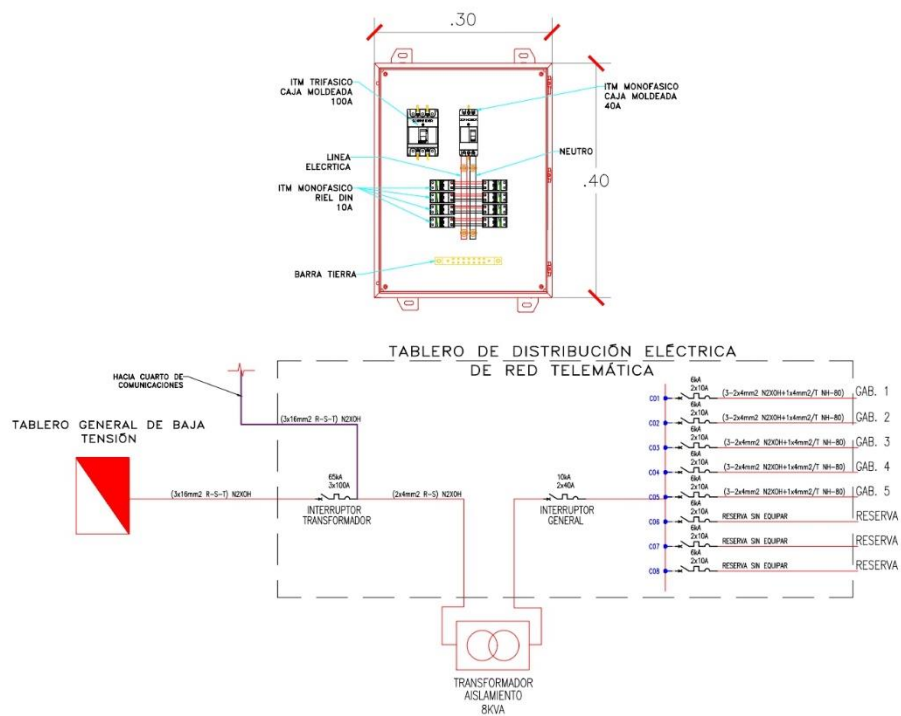 .30
ITM TRIFASICO
CAJA MOLDEADA
100A
ITM MONOFASICO
CAJA MOLDEADA
40A
LINEA
ELECRTICA
NEUTRO
.40
ITM MONOFASICO
RIEL DIN
10A
BARRA TIERRA
TABLERO DE DISTRIBUCIÓN ELÉCTRICA
DE RED TELEMÁTICA
HACIA CUARTO DE
COMUNICACIONES
TABLERO GENERAL DE BAJA
TENSIÓN
(3x16mm2 R-S-T) N2XOH
(3x16mm2 R-S-T) N2XOH
65kA
3x100A
INTERRUPTOR
TRANSFORMADOR
(2x4mm2 R-S) N2XOH
10kA
2x40A
INTERRUPTOR
GENERAL
6kA
2x10A
C01
(3-2x4mm2 N2XOH+1x4mm2/T NH-80)
GAB. 1
6kA
2x10A
C02
(3-2x4mm2 N2XOH+1x4mm2/T NH-80)
GAB. 2
6kA
2x10A
C03
(3-2x4mm2 N2XOH+1x4mm2/T NH-80)
GAB. 3
6kA
2x10A
C04
(3-2x4mm2 N2XOH+1x4mm2/T NH-80)
GAB. 4
6kA
2x10A
C05
(3-2x4mm2 N2XOH+1x4mm2/T NH-80)
GAB. 5
6kA
2x10A
C06
RESERVA SIN EQUIPAR
RESERVA
6kA
2x10A
C07
RESERVA SIN EQUIPAR
RESERVA
6kA
2x10A
C08
RESERVA SIN EQUIPAR
RESERVA
TRANSFORMADOR
AISLAMIENTO
8KVA